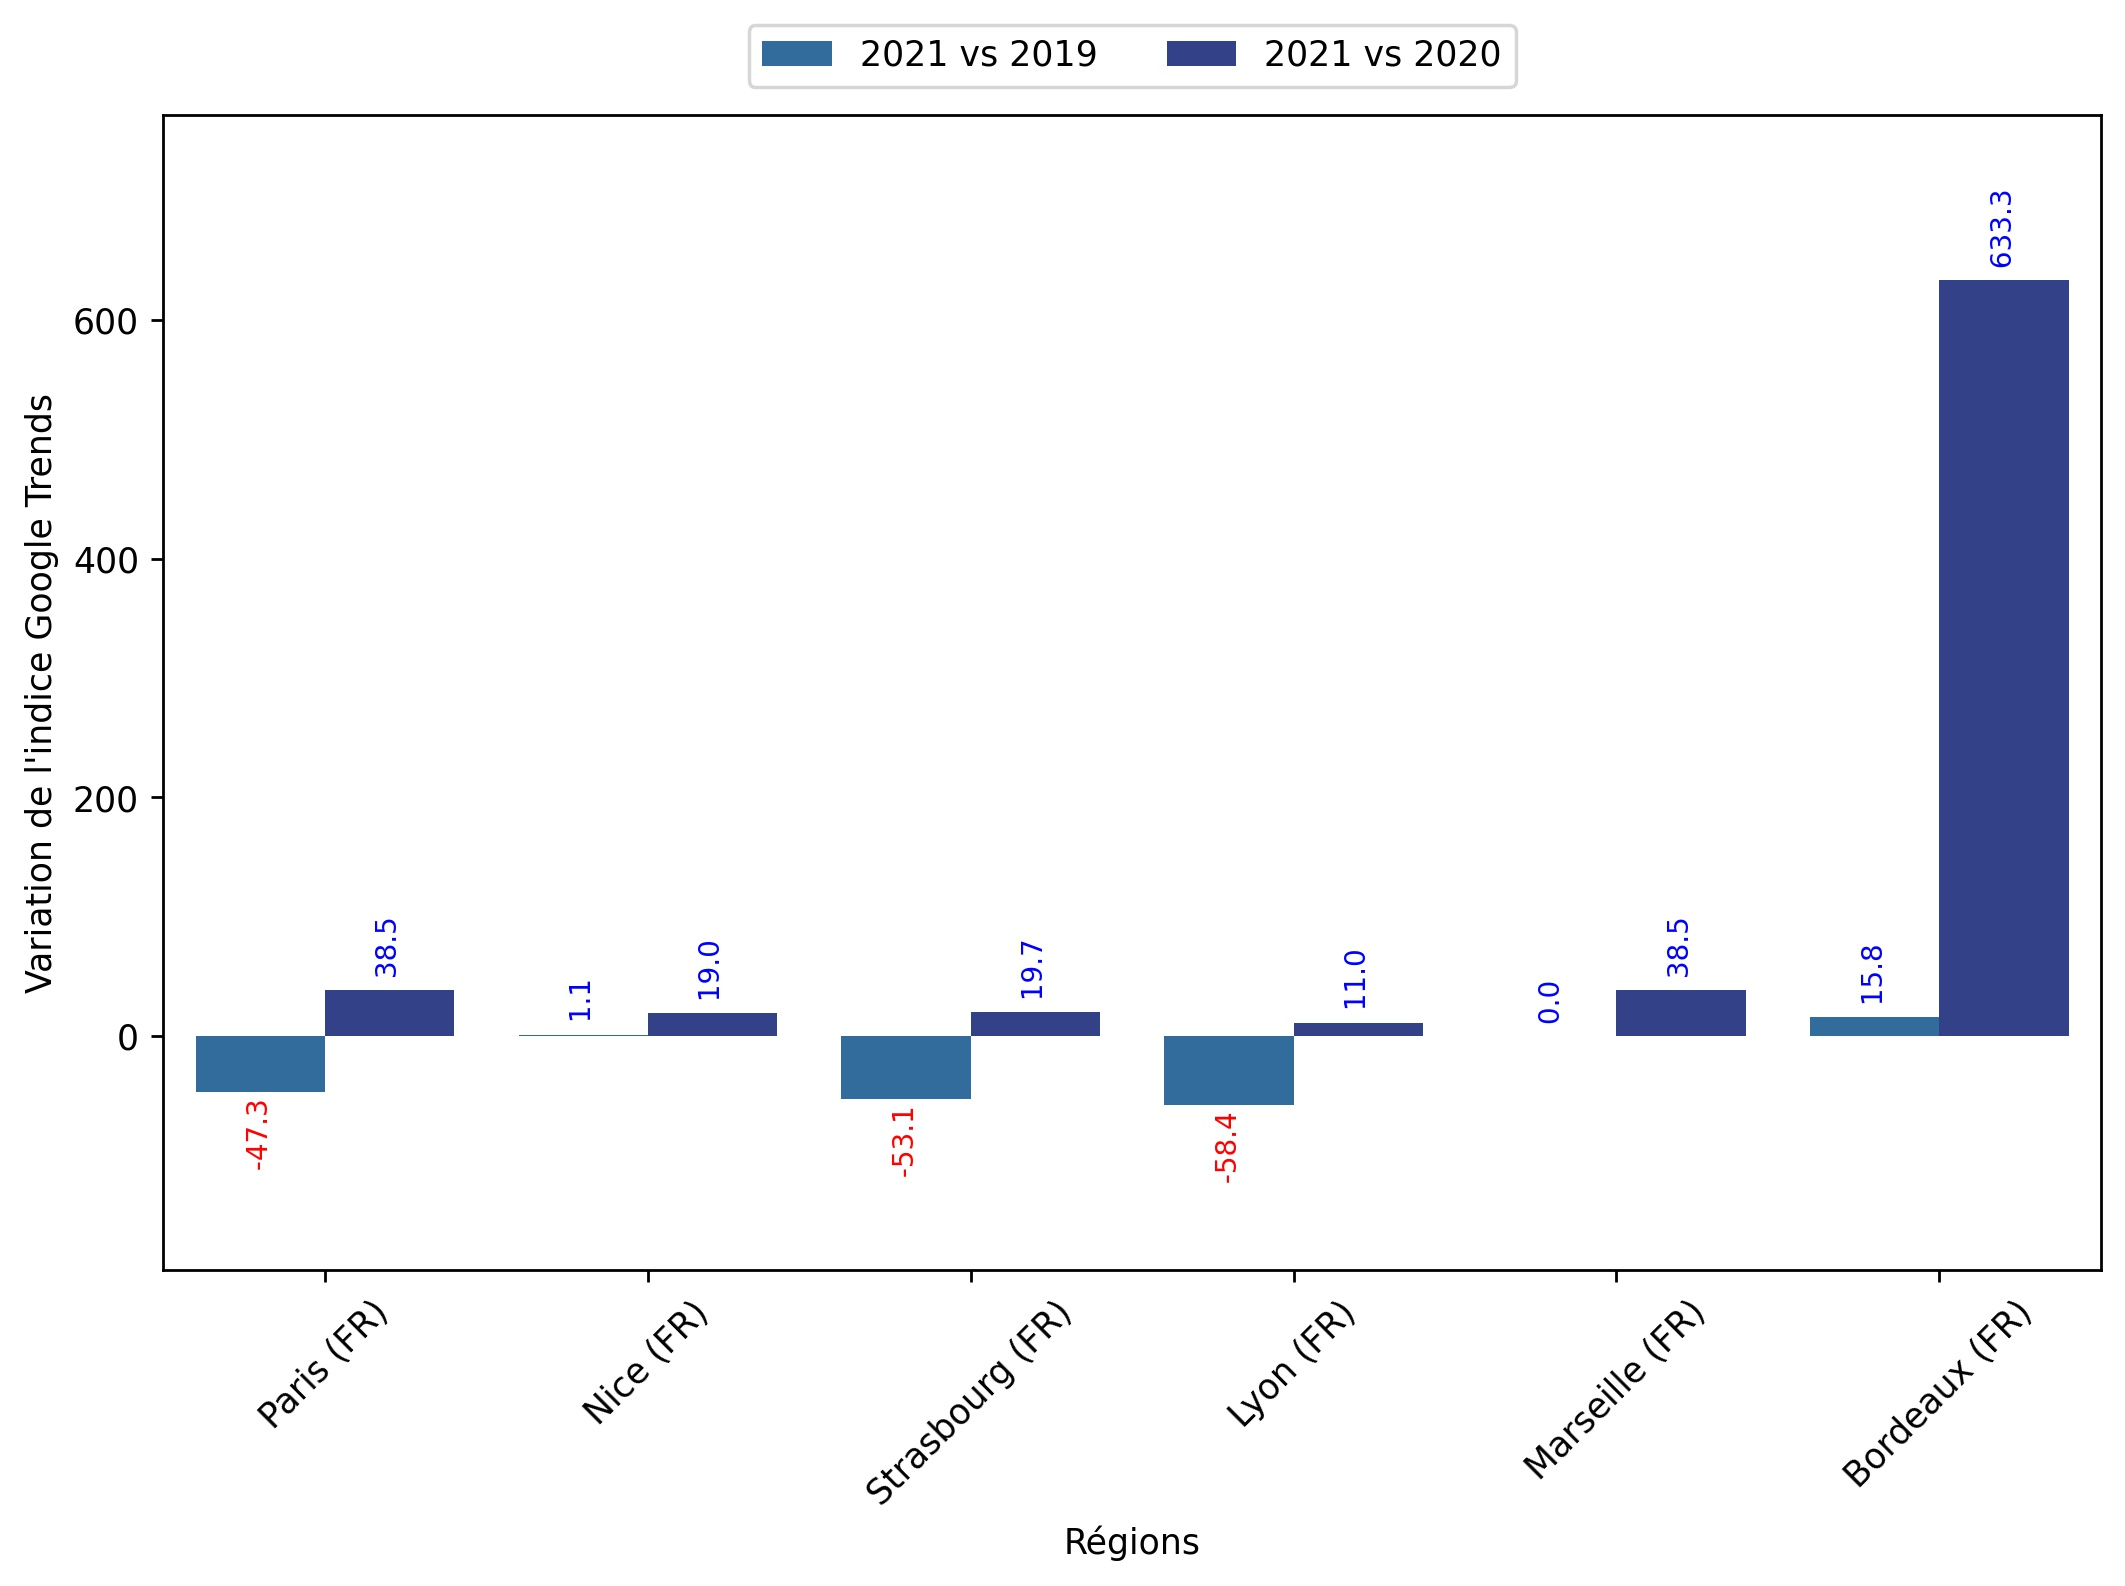 2021 vs 2019
2021 vs 2020
Variation de l'indice Google Trends
600
400
200
0
-47.3
38.5
1.1
19.0
-53.1
19.7
-58.4
11.0
0.0
38.5
15.8
633.3
Paris (FR)
Nice (FR)
Strasbourg (FR)
Lyon (FR)
Marseille (FR)
Bordeaux (FR)
Régions